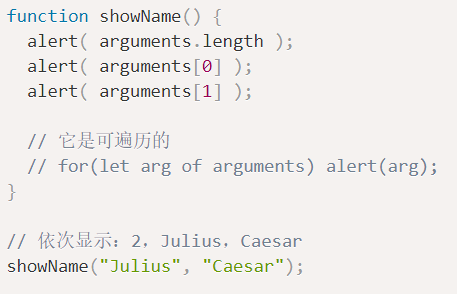 function showName() {
  alert( arguments.length );
  alert( arguments[0] );
  alert( arguments[1] );

  // 它是可遍历的
  // for(let arg of arguments) alert(arg);
}

// 依次显示：2，Julius，Caesar
showName("Julius", "Caesar");